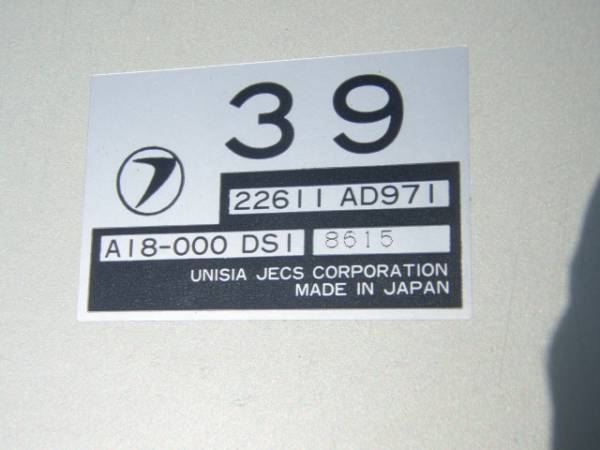 39
22611 AD971
A18-000 DS1 8615
UNISIA JECS CORPORATION
MADE IN JAPAN